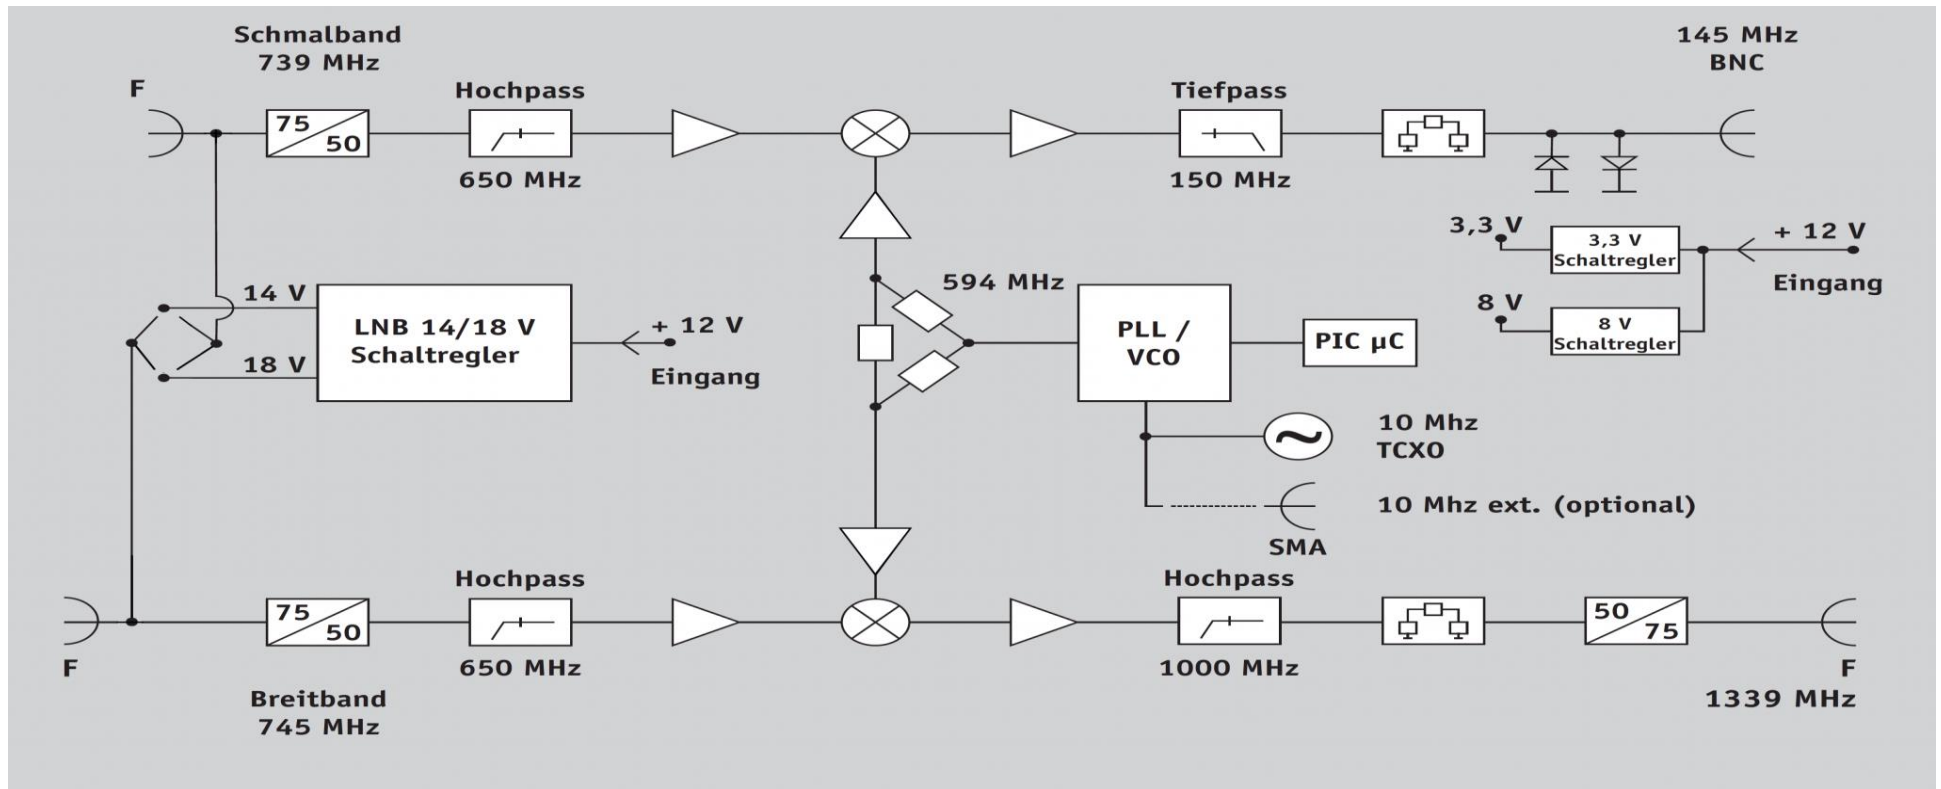 Schmalband
739 MHz
145 MHz
BNC
F
Hochpass
Tiefpass
75
50
650 MHz
150 MHz
3,3 V
3,3 V
Schaltregler
+ 12 V
Eingang
8 V
8 V
Schaltregler
14 V
18 V
LNB 14/18 V
Schaltregler
+ 12 V
Eingang
594 MHz
PLL /
VCO
PIC µC
10 Mhz
TCXO
10 Mhz ext. (optional)
SMA
Hochpass
Hochpass
75
50
50
75
F
650 MHz
1000 MHz
F
1339 MHz
Breitband
745 MHz